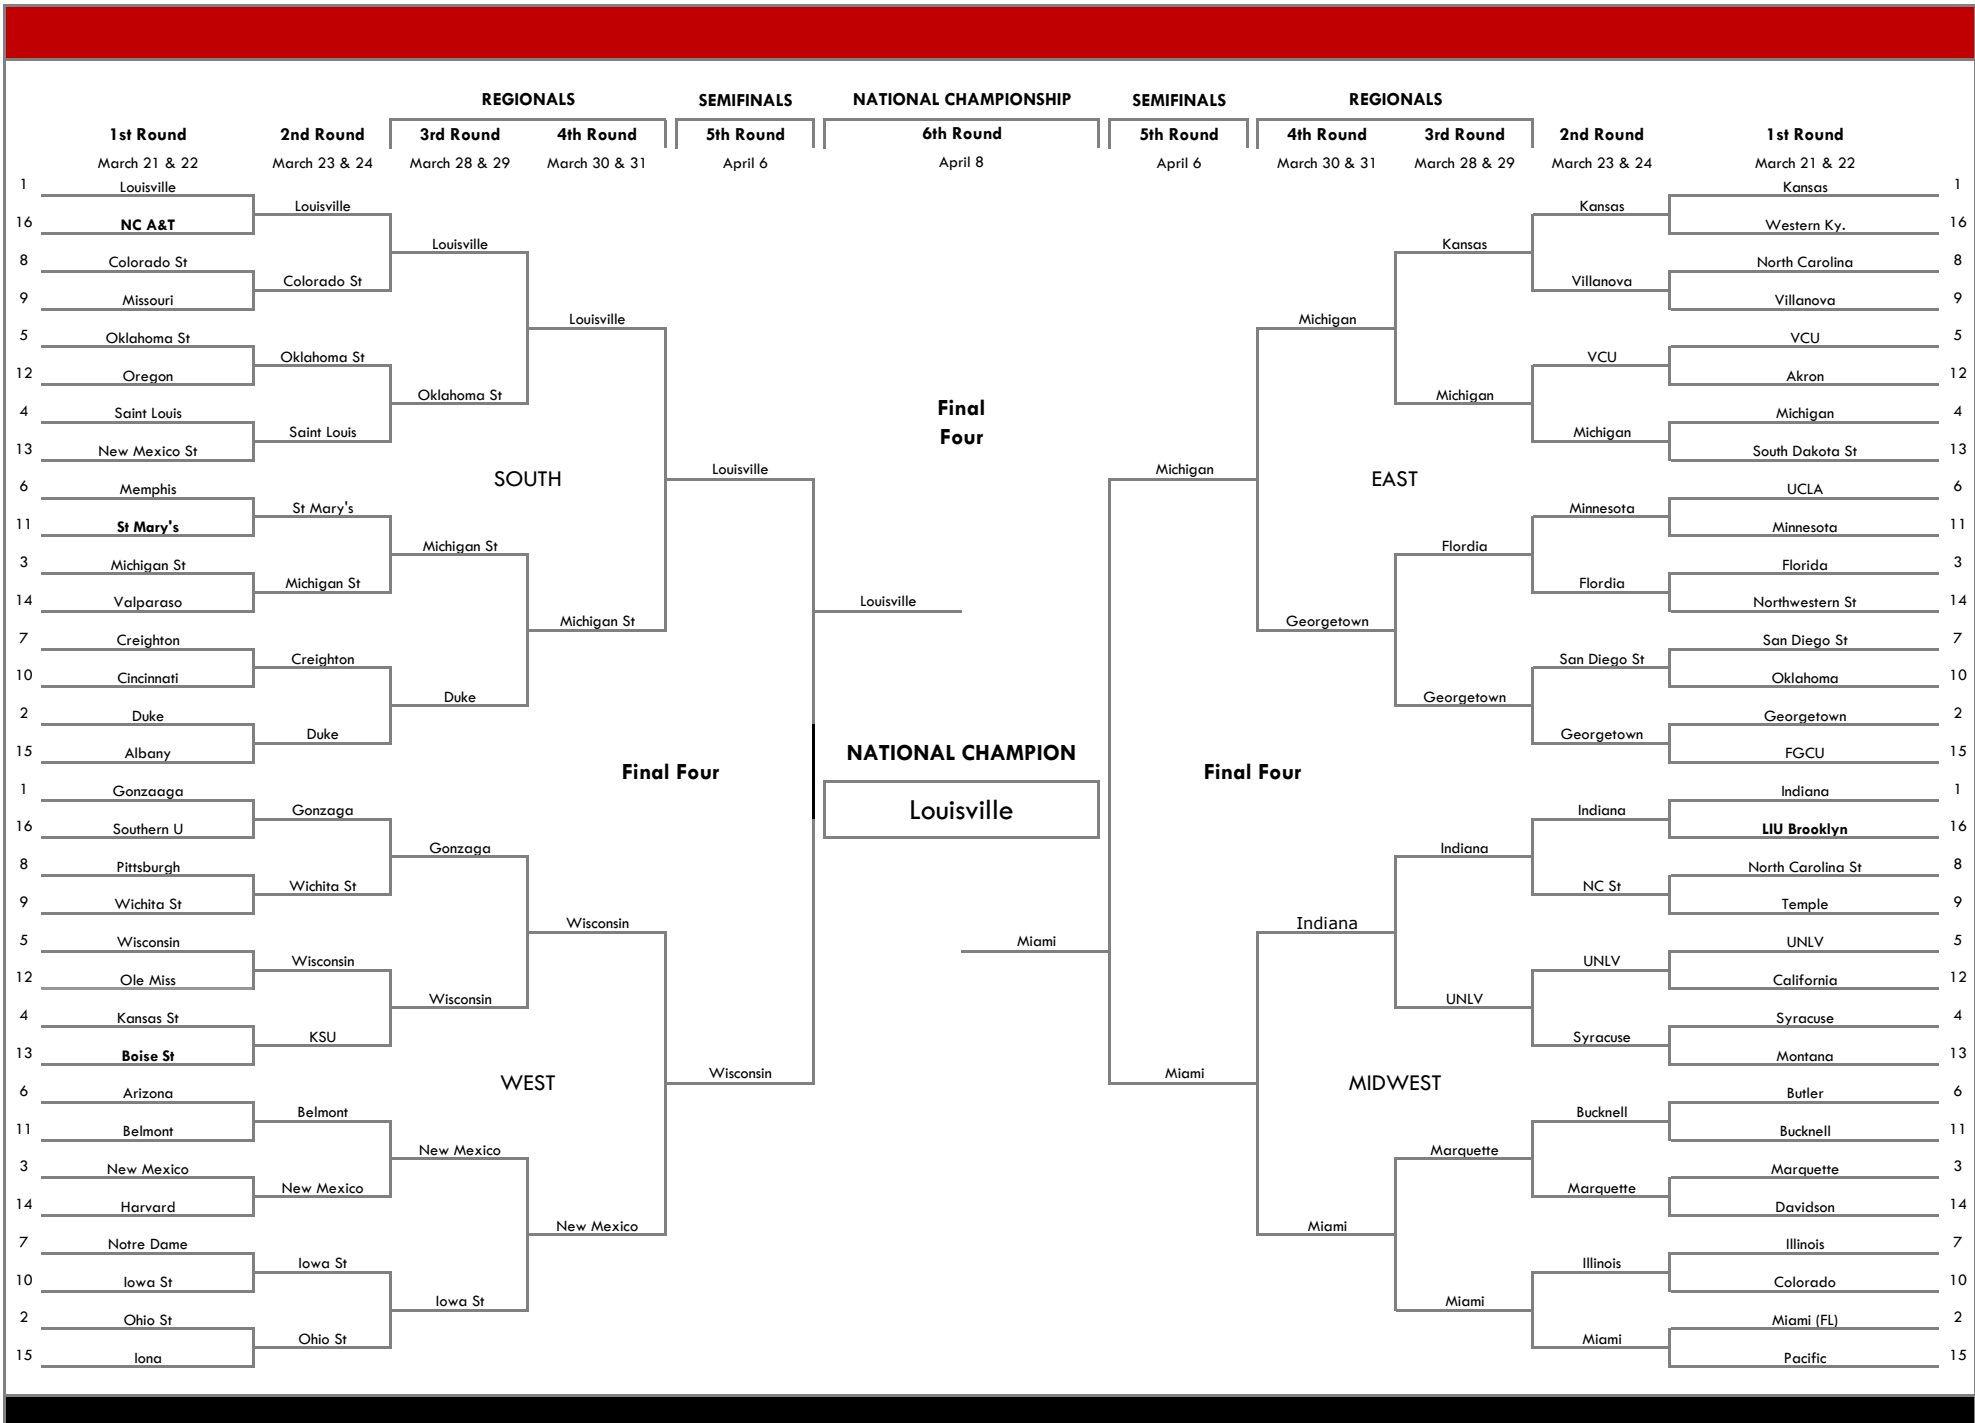 REGIONALS SEMIFINALS NATIONAL CHAMPIONSHIP SEMIFINALS REGIONALS
1st Round 2nd Round 3rd Round 4th Round 5th Round 6th Round 5th Round 4th Round 3rd Round 2nd Round 1st Round
March 21 & 22 March 23 & 24 March 28 & 29 March 30 & 31 April 6 April 8 April 6 March 30 & 31 March 28 & 29 March 23 & 24 March 21 & 22
1 Louisville Kansas 1
Louisville Kansas
16 NC A&T Western Ky. 16
Louisville Kansas
8 Colorado St North Carolina 8
Colorado St Villanova
9 Missouri Villanova 9
Louisville Michigan
5 Oklahoma St VCU 5
Oklahoma St VCU
12 Oregon Akron 12
Oklahoma St Michigan
Final
4 Saint Louis Michigan 4
Saint Louis Four Michigan
13 New Mexico St South Dakota St 13
Louisville Michigan
SOUTH EAST
6 Memphis UCLA 6
St Mary's Minnesota
11 St Mary's Minnesota 11
Michigan St Flordia
3 Michigan St Florida 3
Michigan St Flordia
14 Valparaso Louisville Northwestern St 14
Michigan St Georgetown
7 Creighton San Diego St 7
Creighton San Diego St
10 Cincinnati Oklahoma 10
Duke Georgetown
2 Duke Georgetown 2
Duke Georgetown
15 Albany NATIONAL CHAMPION FGCU 15
Final Four Final Four
1 Gonzaaga Indiana 1
Gonzaga Louisville Indiana
16 Southern U LIU Brooklyn 16
Gonzaga Indiana
8 Pittsburgh North Carolina St 8
Wichita St NC St
9 Wichita St Temple 9
Wisconsin Indiana
5 Wisconsin Miami UNLV 5
Wisconsin UNLV
12 Ole Miss California 12
Wisconsin UNLV
4 Kansas St Syracuse 4
KSU Syracuse
13 Boise St Montana 13
Wisconsin Miami
WEST MIDWEST
6 Arizona Butler 6
Belmont Bucknell
11 Belmont Bucknell 11
New Mexico Marquette
3 New Mexico Marquette 3
New Mexico Marquette
14 Harvard Davidson 14
New Mexico Miami
7 Notre Dame Illinois 7
Iowa St Illinois
10 Iowa St Colorado 10
Iowa St Miami
2 Ohio St Miami (FL) 2
Ohio St Miami
15 Iona Pacific 15